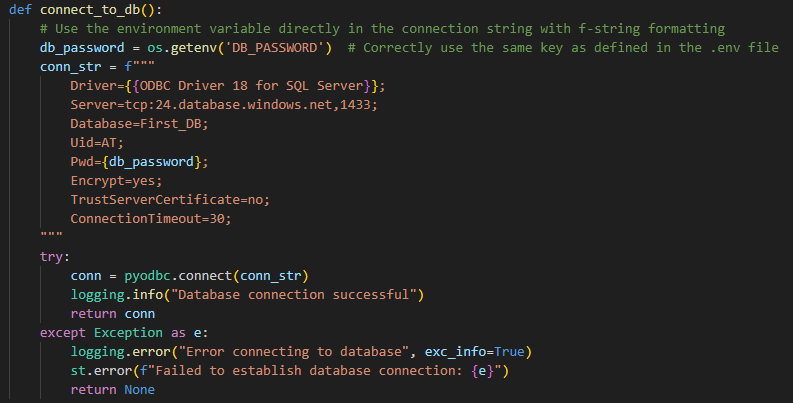 def connect_to_db():
    # Use the environment variable directly in the connection string with f-string formatting
    db_password = os.getenv('DB_PASSWORD')  # Correctly use the same key as defined in the .env file
    conn_str = f"""
        Driver={{ODBC Driver 18 for SQL Server}};
        Server=tcp:24.database.windows.net,1433;
        Database=First_DB;
        Uid=AT;
        Pwd={db_password};
        Encrypt=yes;
        TrustServerCertificate=no;
        ConnectionTimeout=30;
    """
    try:
        conn = pyodbc.connect(conn_str)
        logging.info("Database connection successful")
        return conn
    except Exception as e:
        logging.error("Error connecting to database", exc_info=True)
        st.error(f"Failed to establish database connection: {e}")
        return None